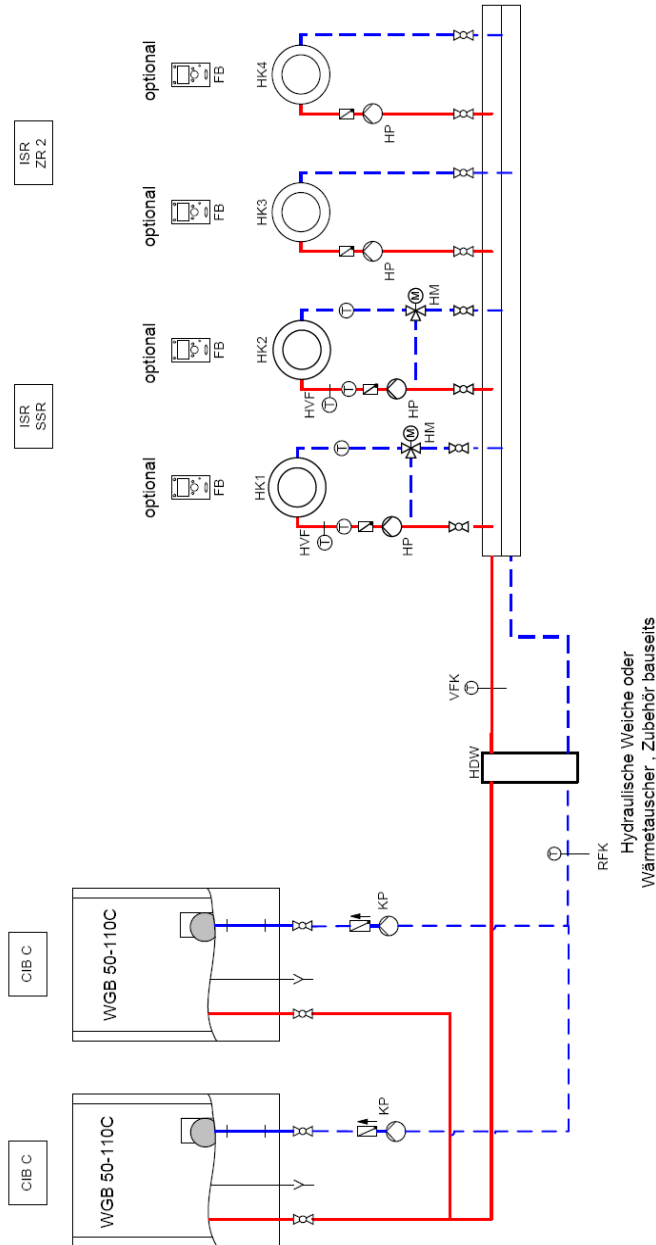 CIB C
CIB C
ISR
SSR
ISR
ZR 2
WGB 50-110C
WGB 50-110C
optional
optional
optional
optional
FB
FB
FB
FB
HK1
HK2
HK3
HK4
HVF
HVF
T
T
T
T
T
T
KP
KP
HP
HP
HP
HP
M
M
HM
HM
VFK
T
HDW
T
RFK
Hydraulische Weiche oder
Wärmetauscher , Zubehör bauseits